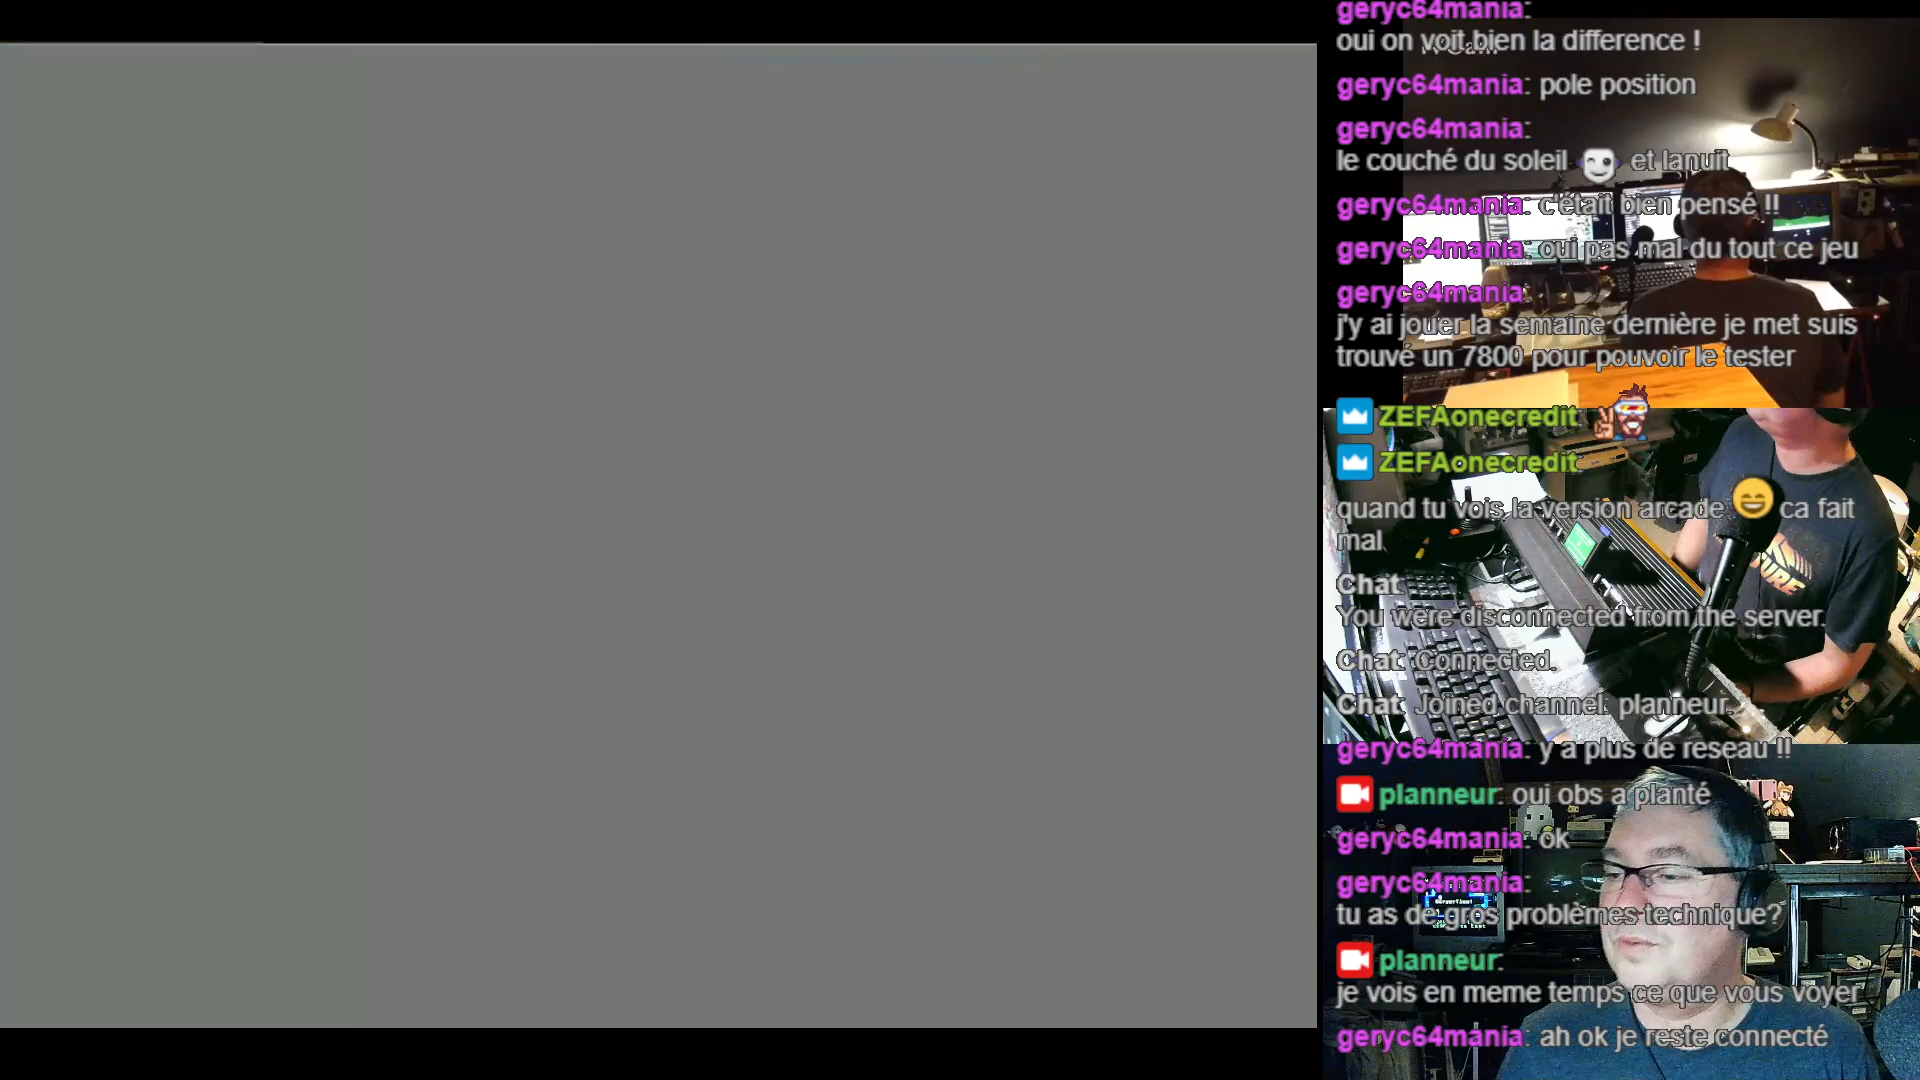 geryc64mania:
oui on voit bien la difference !
geryc64mania: pole position
geryc64mania:
le couché du soleil et lanuit
geryc64mania: c'était bien pensé !!
geryc64mania: oui pas mal du tout ce jeu
geryc64mania:
j'y ai jouer la semaine dernière je met suis
trouvé un 7800 pour pouvoir le tester
ZEFAonecredit:
ZEFAonecredit:
quand tu vois la version arcade ca fait
mal
Chat:
You were disconnected from the server.
Chat: Connected.
Chat: Joined channel: planneur.
geryc64mania: y a plus de reseau !!
planneur: oui obs a planté
geryc64mania: ok
geryc64mania:
tu as de gros problèmes technique?
planneur:
je vois en meme temps ce que vous voyer
geryc64mania: ah ok je reste connecté